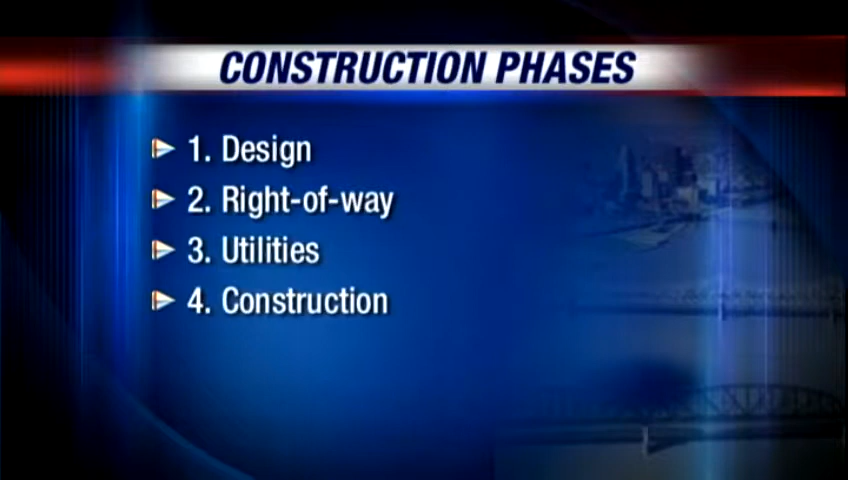 CONSTRUCTION PHASES
1. Design
2. Right-of-way
3. Utilities
4. Construction